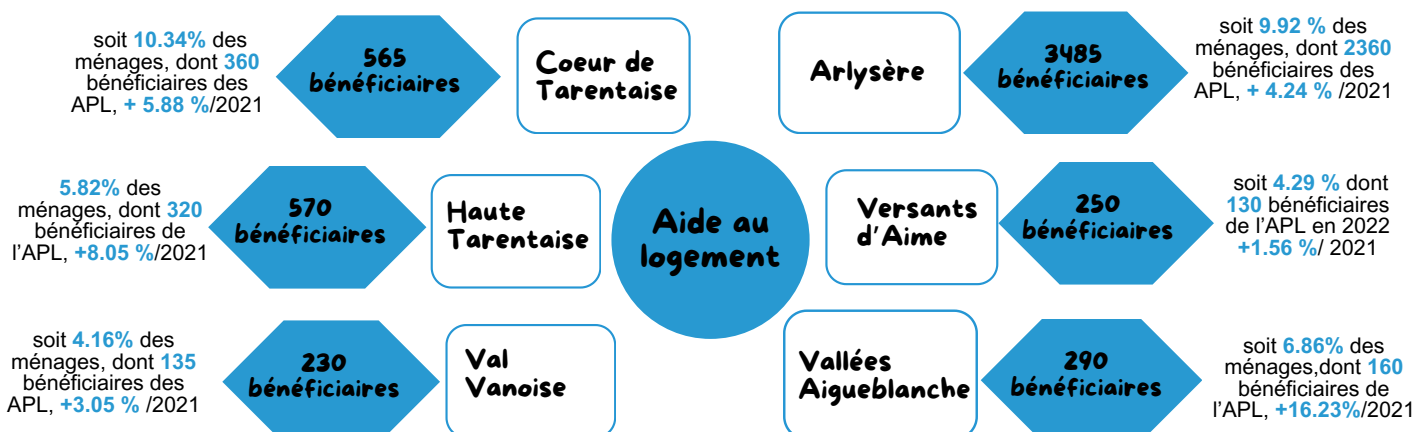 soit 10.34% des
ménages, dont 360
bénéficiaires des
APL, + 5.88 %/2021
565
bénéficiaires
Coeur de
Tarentaise
Arlysère
3485
bénéficiaires
soit 9.92 % des
ménages, dont 2360
bénéficiaires des
APL, + 4.24 % /2021
5.82% des
ménages, dont 320
bénéficiaires de
l'APL, +8.05 %/2021
570
bénéficiaires
Haute
Tarentaise
Aide au
logement
Versants
d'Aime
250
bénéficiaires
soit 4.29 % dont
130 bénéficiaires
de l'APL en 2022
+1.56 %/ 2021
soit 4.16% des
ménages, dont 135
bénéficiaires des
APL, +3.05 % /2021
230
bénéficiaires
Val
Vanoise
Vallées
Aigueblanche
290
bénéficiaires
soit 6.86% des
ménages,dont 160
bénéficiaires de
l'APL, +16.23%/2021